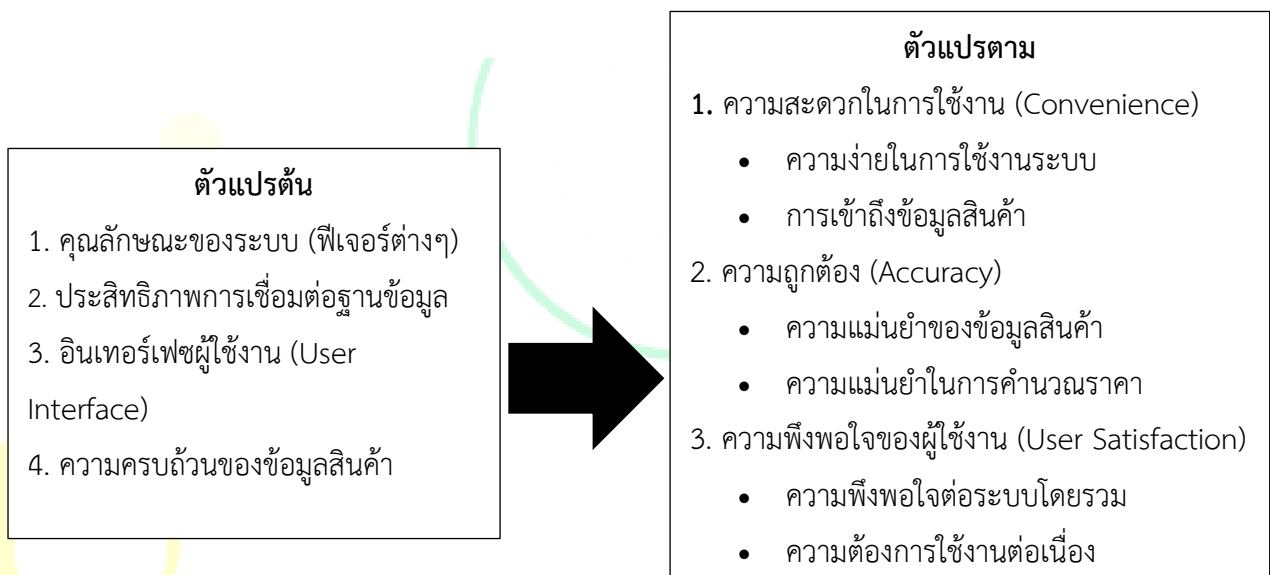 ตัวแปรต้น
1. คุณลักษณะของระบบ (ฟีเจอร์ต่างๆ)
2. ประสิทธิภาพการเชื่อมต่อฐานข้อมูล
3. อินเทอร์เฟซผู้ใช้งาน (User
Interface)
4. ความครบถ้วนของข้อมูลสินค้า
ตัวแปรตาม
1. ความสะดวกในการใช้งาน (Convenience)
• ความง่ายในการใช้งานระบบ
• การเข้าถึงข้อมูลสินค้า
2. ความถูกต้อง (Accuracy)
• ความแม่นยำของข้อมูลสินค้า
• ความแม่นยำในการคำนวณราคา
3. ความพึงพอใจของผู้ใช้งาน (User Satisfaction)
• ความพึงพอใจต่อระบบโดยรวม
• ความต้องการใช้งานต่อเนื่อง